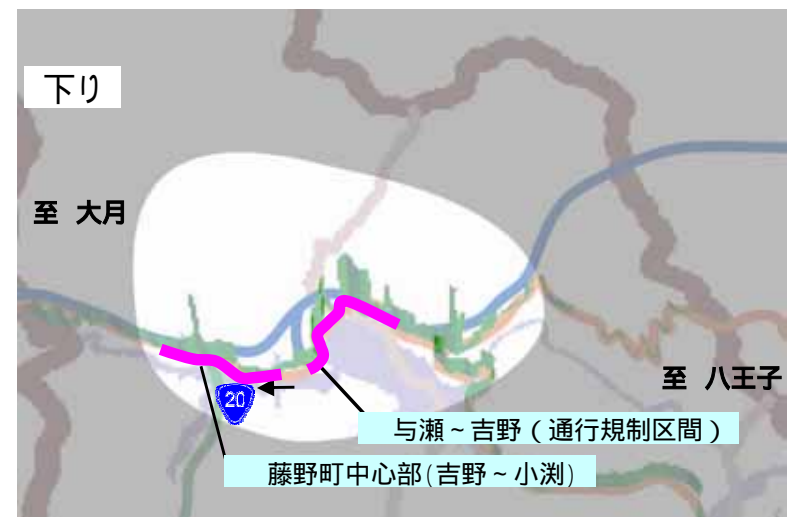 下り
至 大月
至 八王子
20
与瀬～吉野（通行規制区間）
藤野町中心部(吉野～小渕)